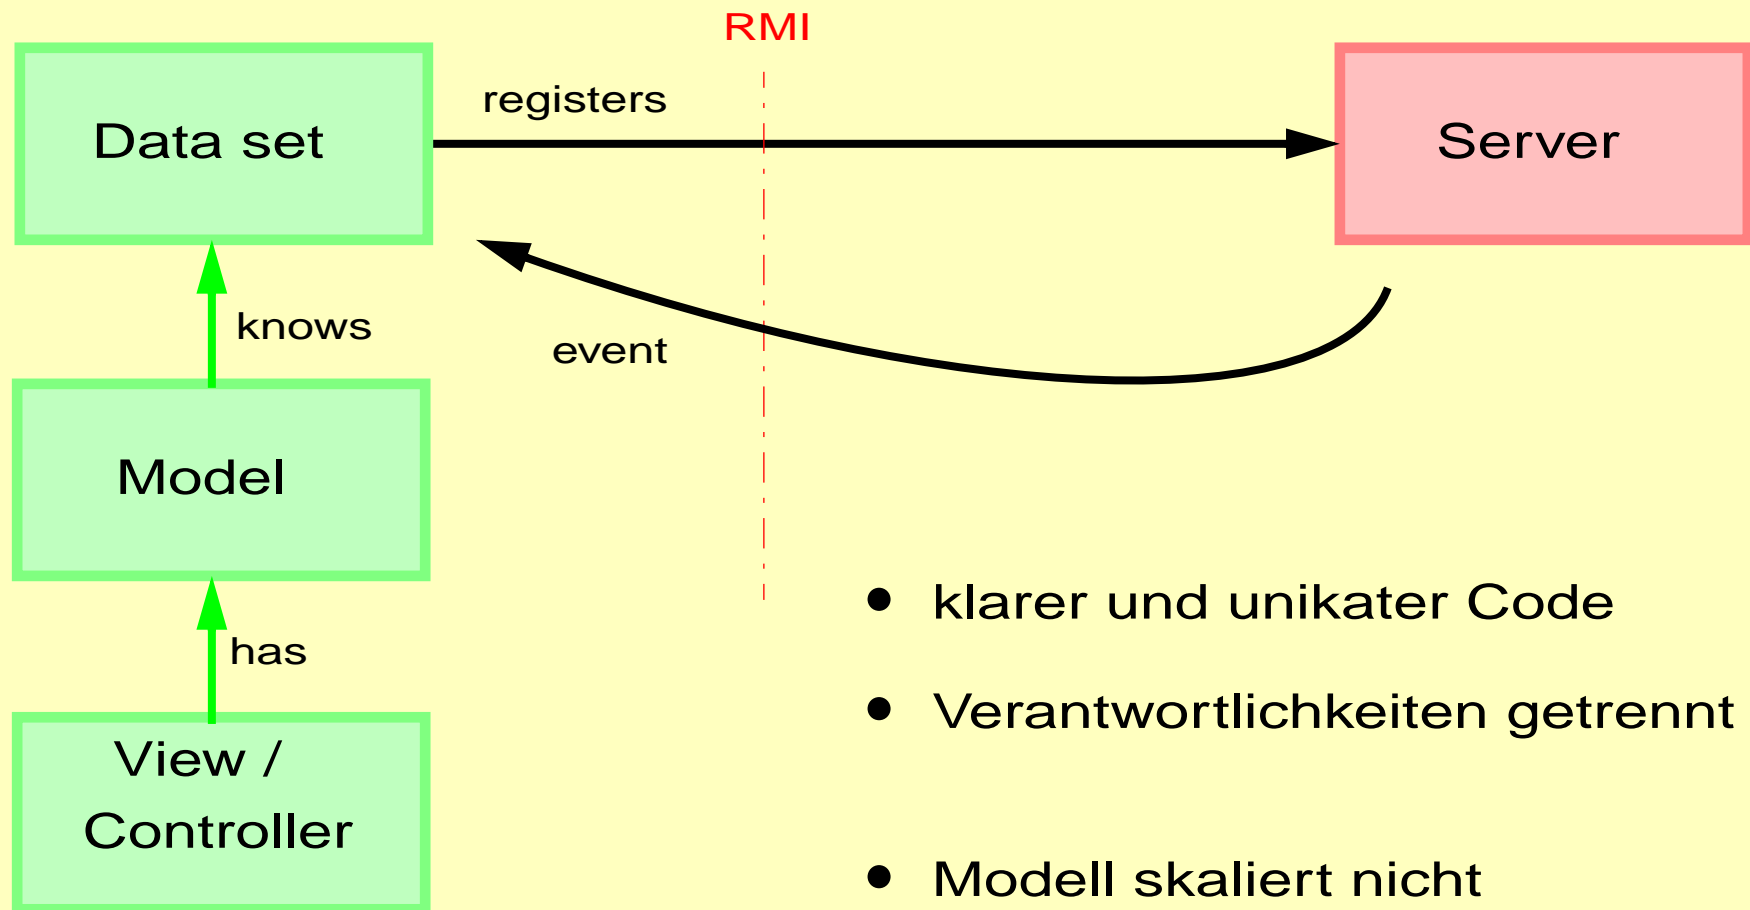 RMI
registers
Data set
Server
knows
event
Model
• klarer und unikater Code
has
• Verantwortlichkeiten getrennt
View /
Controller
• Modell skaliert nicht